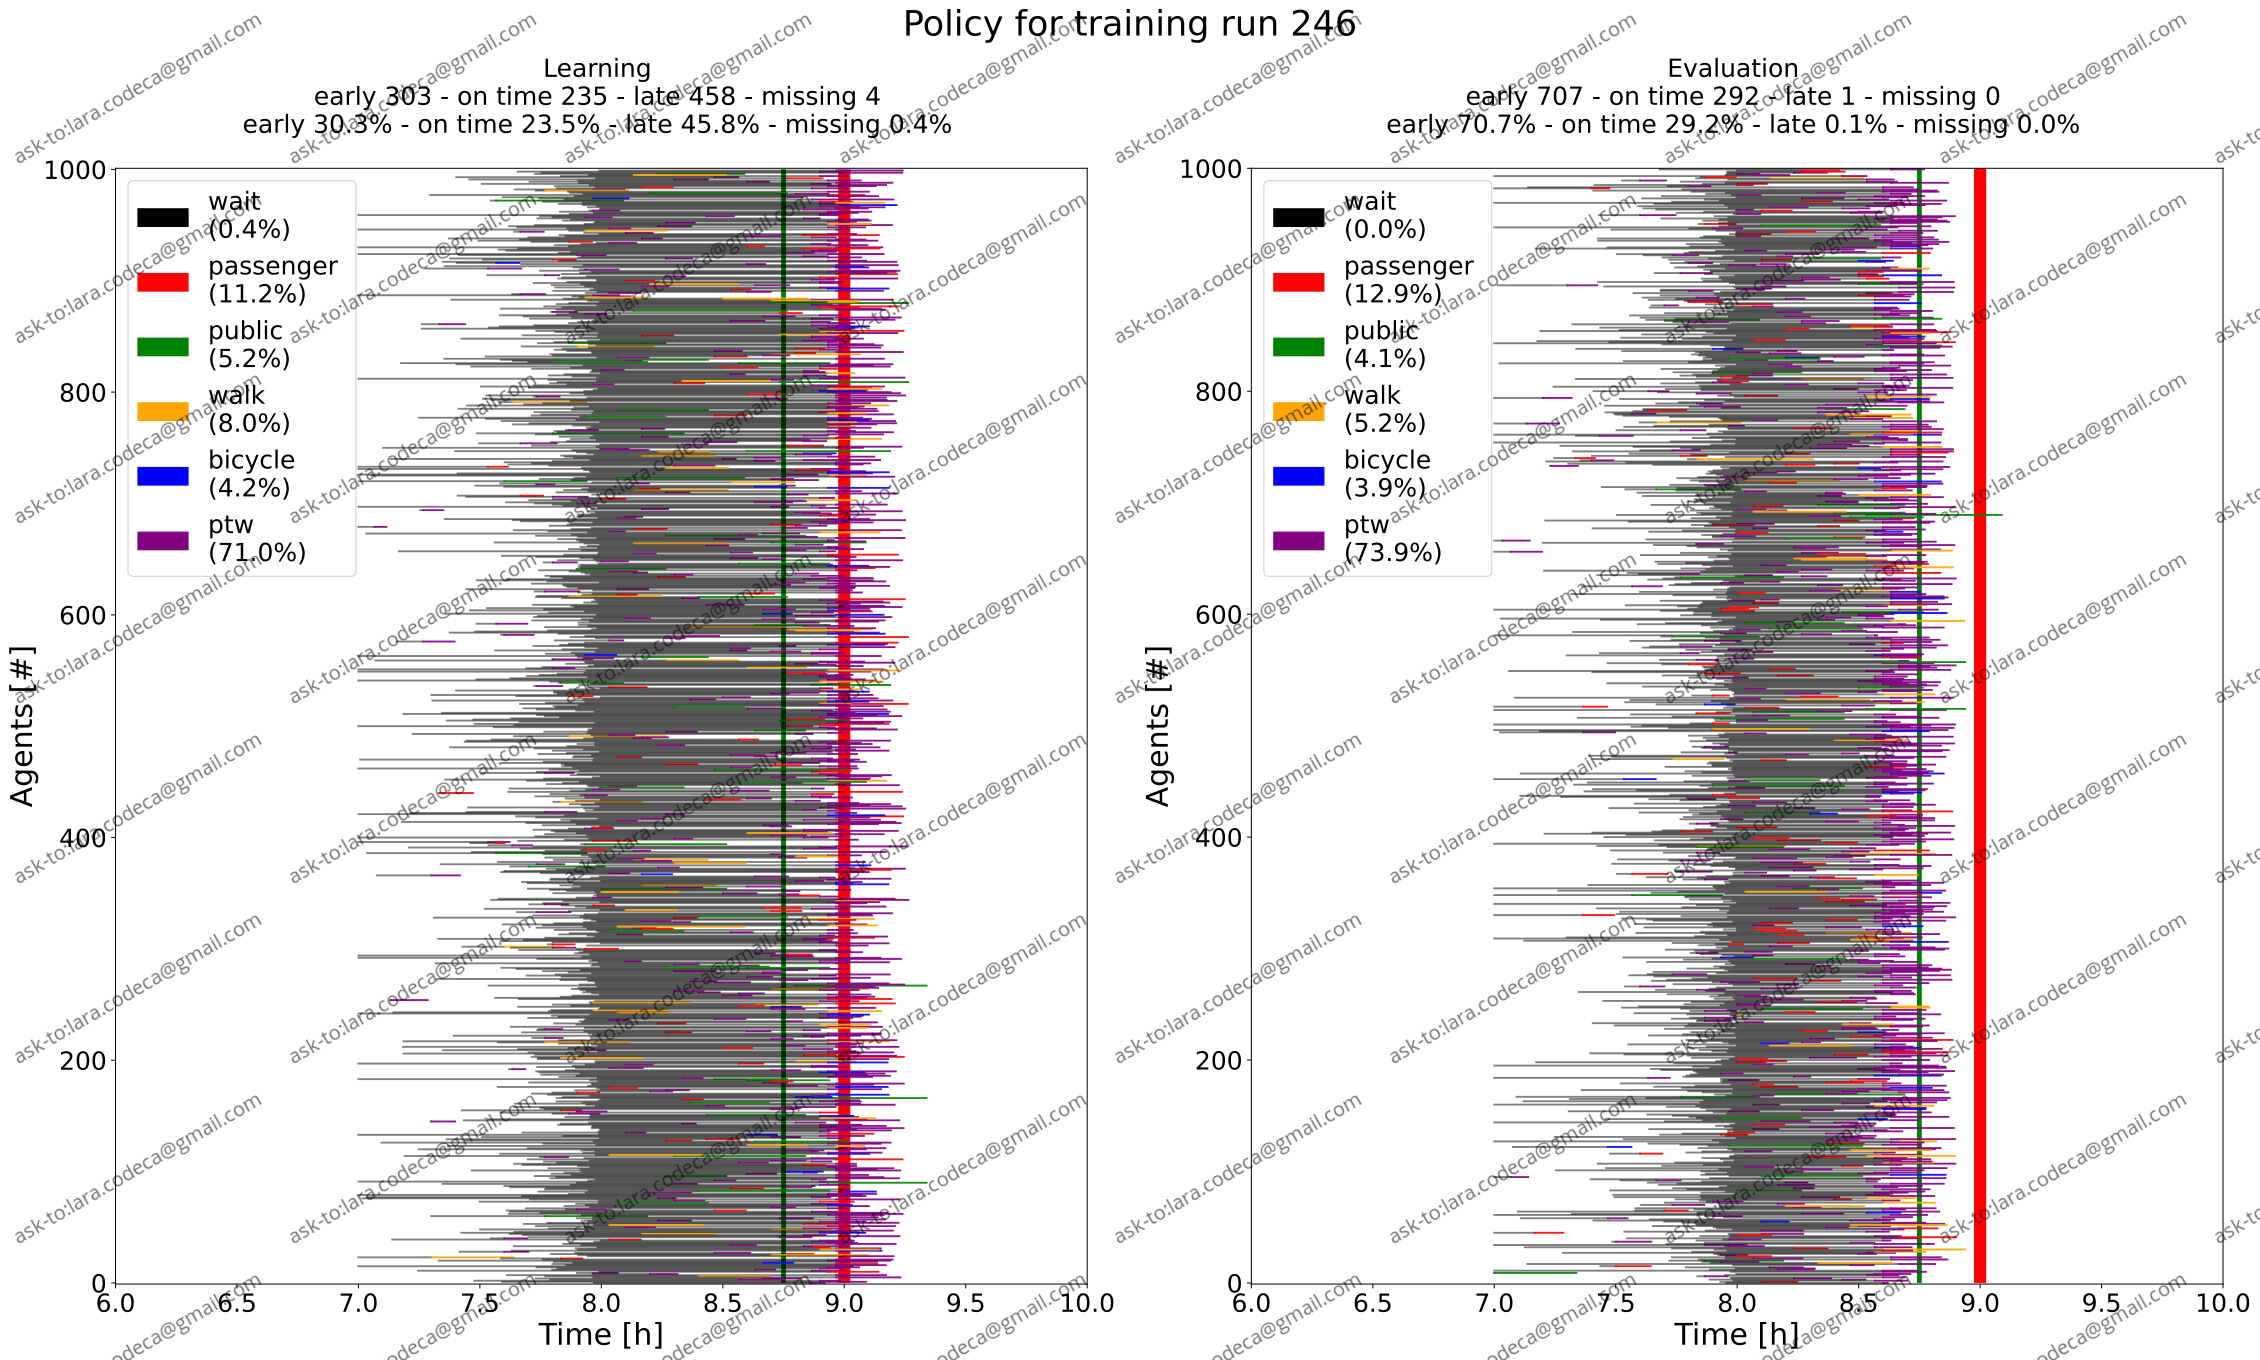 Policy for training run 246
Learning
early 303 - on time 235 - late 458 - missing 4
early 30.3% - on time 23.5% - late 45.8% - missing 0.4%
1000
800
600
400
200
0
Agents [#]
wait
(0.4%)
passenger
(11.2%)
public
(5.2%)
walk
(8.0%)
bicycle
(4.2%)
ptw
(71.0%)
6.0 6.5 7.0 7.5 8.0 8.5 9.0 9.5 10.0
Time [h]
Evaluation
early 707 - on time 292 - late 1 - missing 0
early 70.7% - on time 29.2% - late 0.1% - missing 0.0%
1000
800
600
400
200
0
Agents [#]
wait
(0.0%)
passenger
(12.9%)
public
(4.1%)
walk
(5.2%)
bicycle
(3.9%)
ptw
(73.9%)
6.0 6.5 7.0 7.5 8.0 8.5 9.0 9.5 10.0
Time [h]
ask-to:lara.codeca@gmail.com